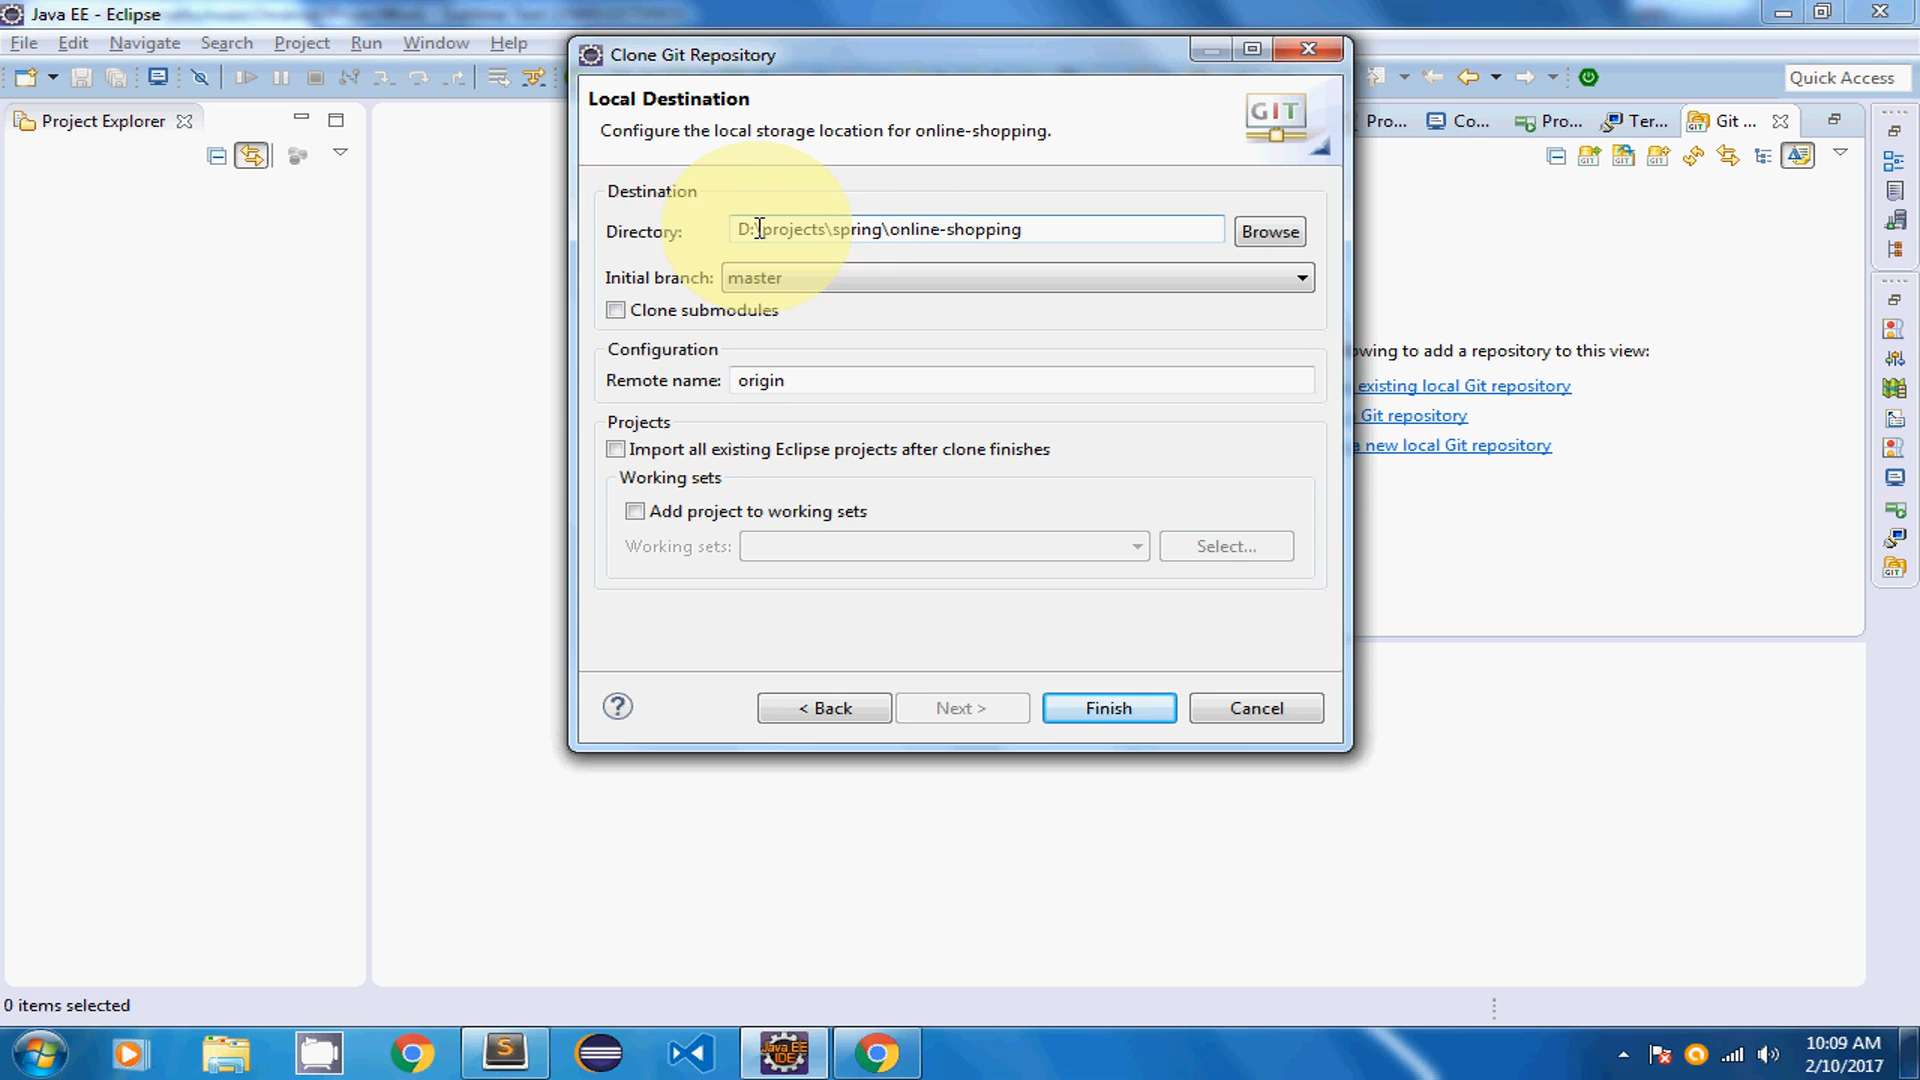 Java EE - Eclipse
File Edit Navigate Search Project Run Window Help
Quick Access
Project Explorer
Clone Git Repository
Local Destination
Configure the local storage location for online-shopping.
GIT
Destination
Directory: D:\projects\spring\online-shopping Browse
Initial branch: master
Clone submodules
Configuration
Remote name: origin
Projects
Import all existing Eclipse projects after clone finishes
Working sets
Add project to working sets
Working sets: Select...
? < Back Next > Finish Cancel
Pro... Co... Pro... Ter... Git ...
owing to add a repository to this view:
existing local Git repository
Git repository
a new local Git repository
0 items selected
S
Java EE
IDE
10:09 AM
2/10/2017